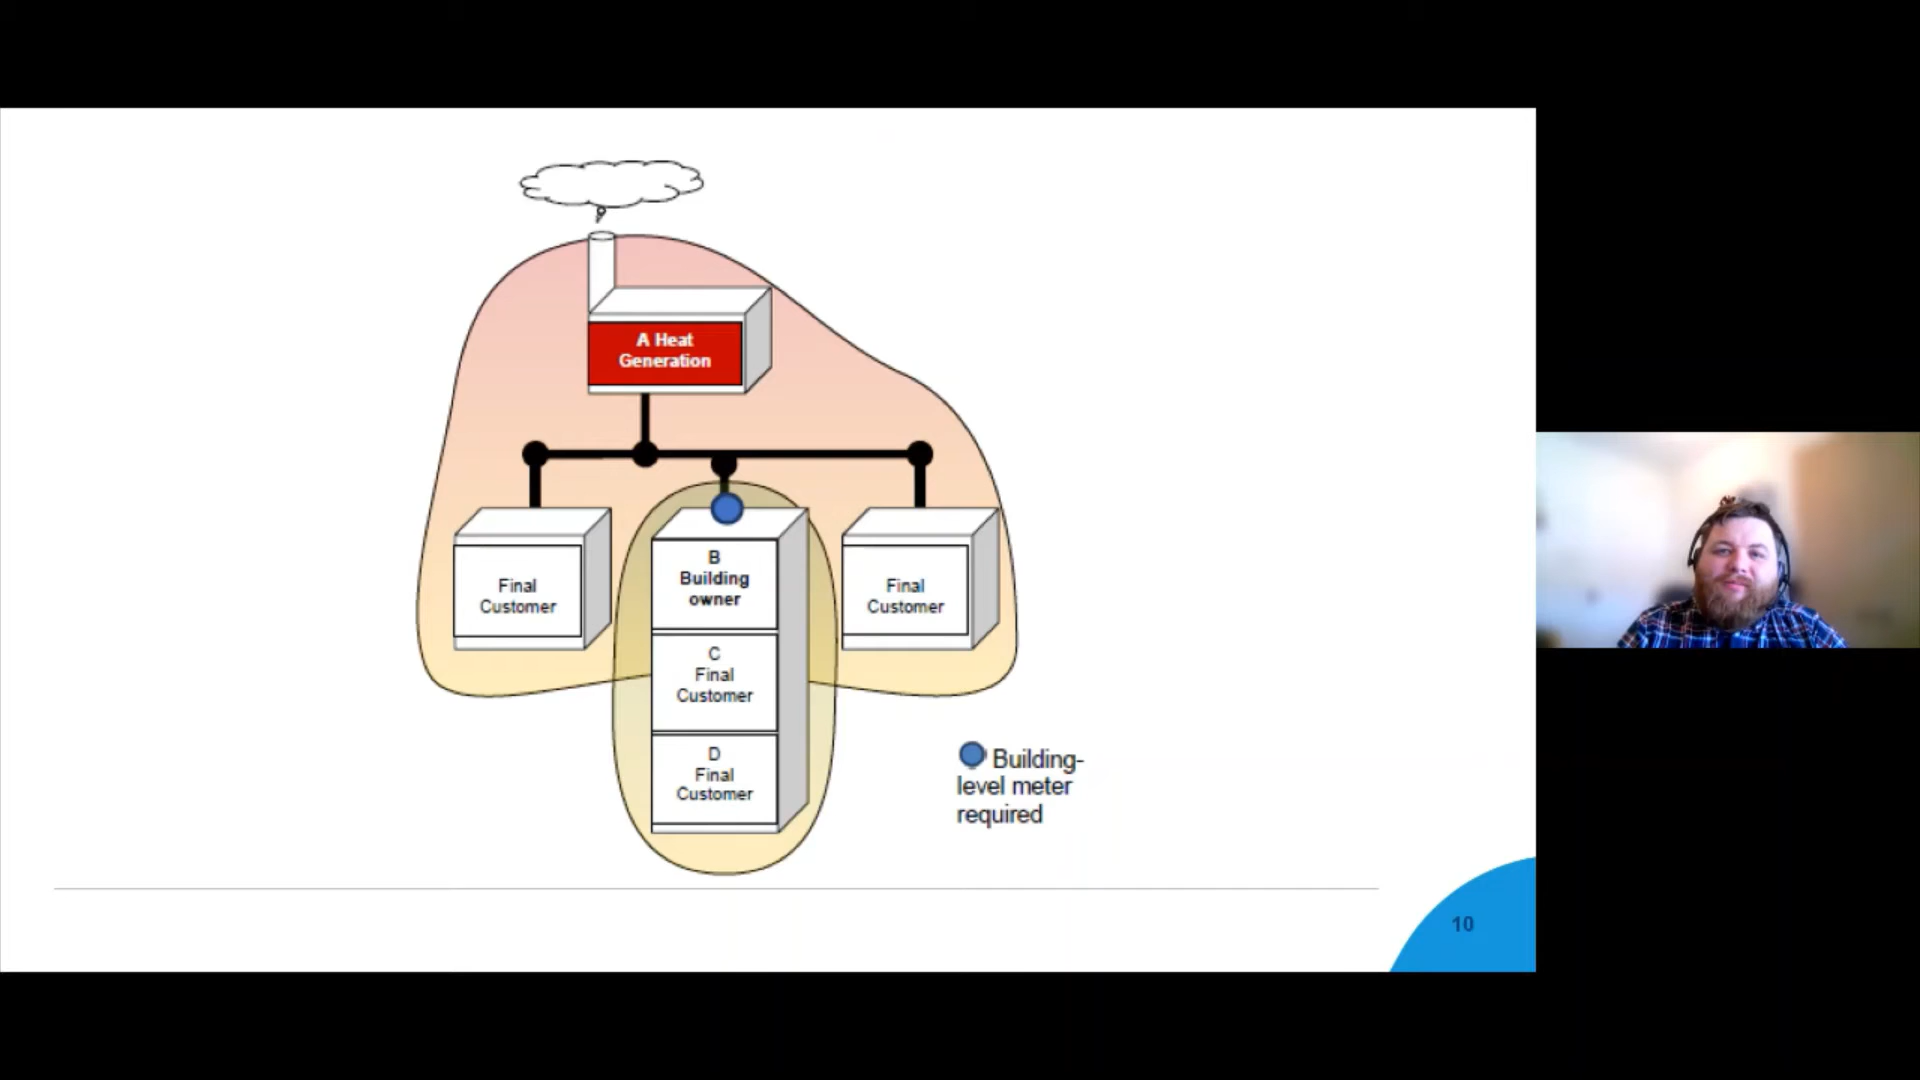 A Heat
Generation
Final
Customer
B
Building
owner
C
Final
Customer
D
Final
Customer
Final
Customer
Building-
level meter
required
10